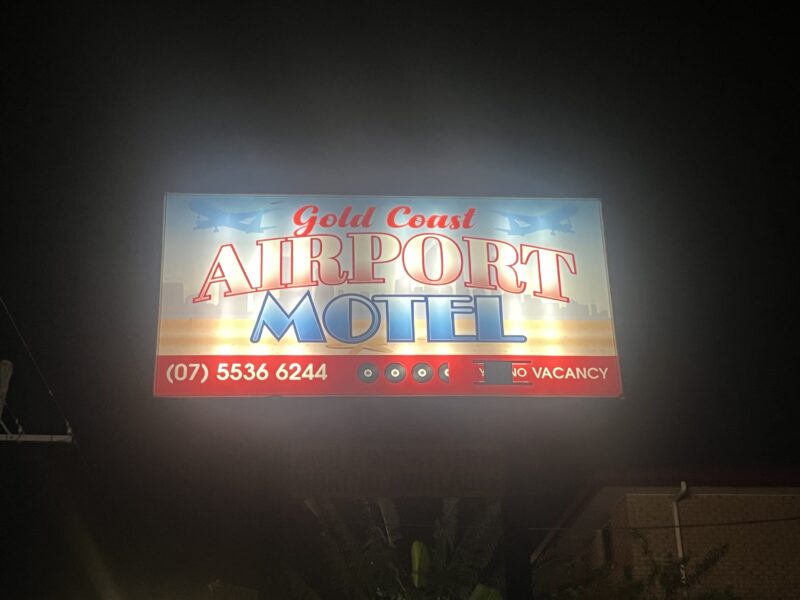 Gold Coast
AIRPORT
MOTEL
(07) 5536 6244
NO VACANCY